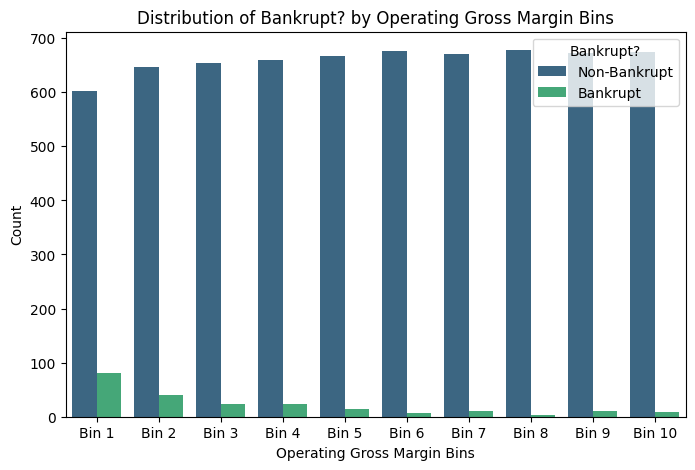 Distribution of Bankrupt? by Operating Gross Margin Bins
700
600
500
400
300
200
100
0
Count
Bankrupt?
Non-Bankrupt
Bankrupt
Bin 1 Bin 2 Bin 3 Bin 4 Bin 5 Bin 6 Bin 7 Bin 8 Bin 9 Bin 10
Operating Gross Margin Bins